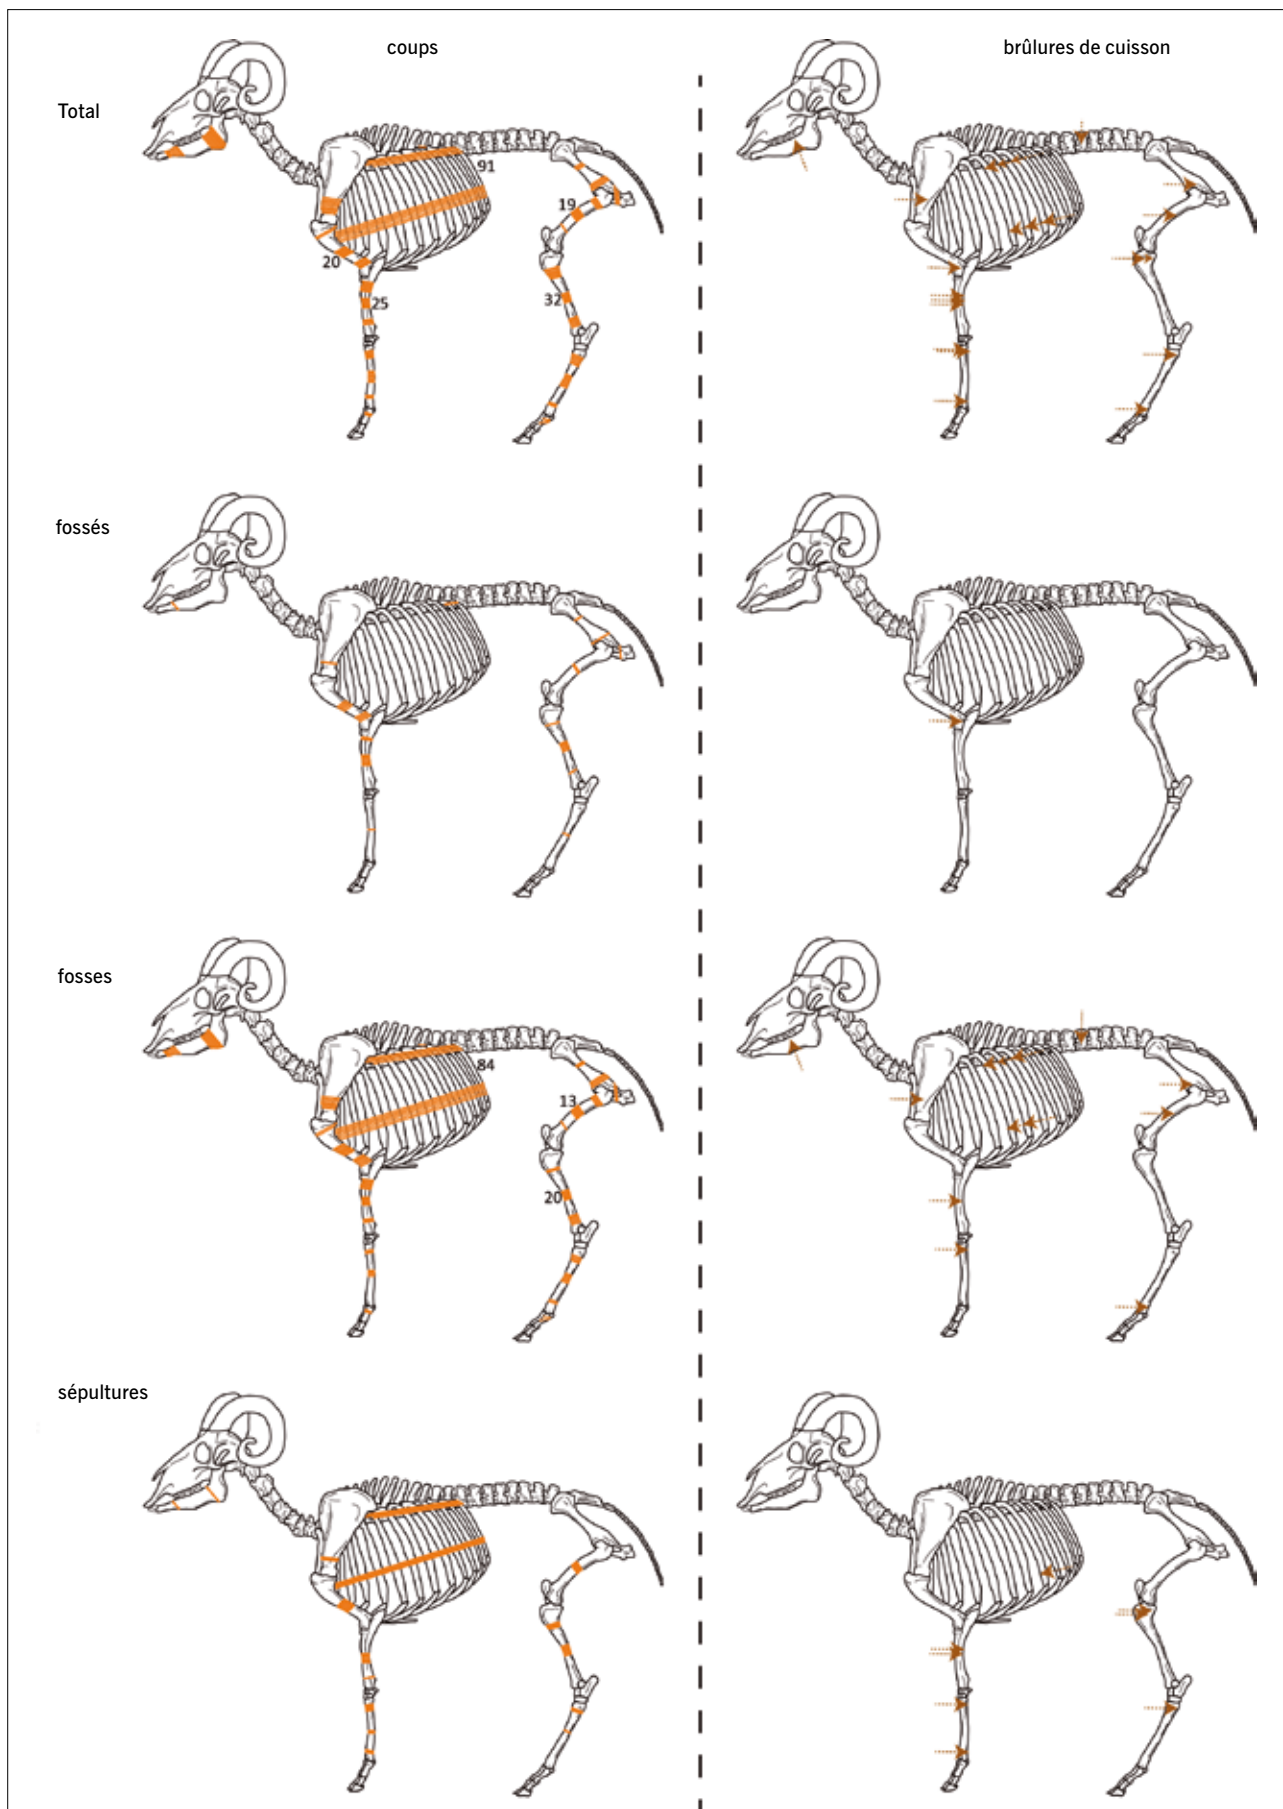 coups
brûlures de cuisson
Total
91
19
20
25
32
fossés
fosses
84
13
20
sépultures